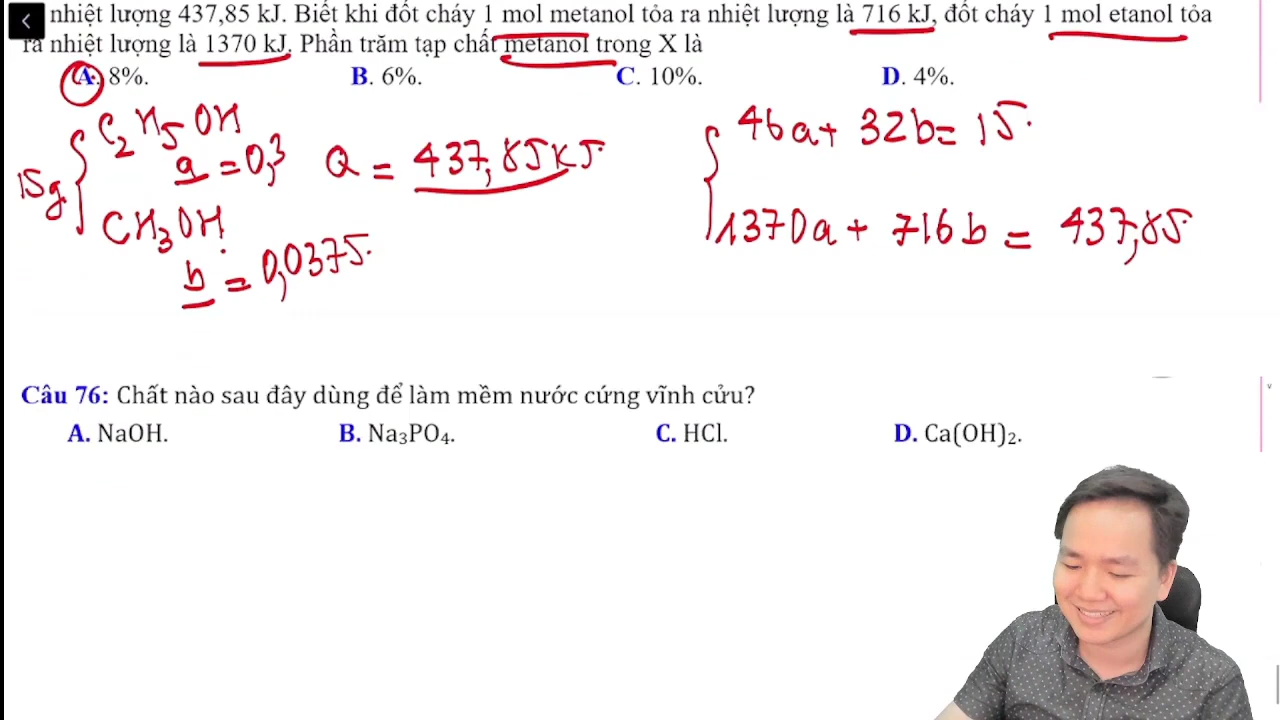 nhiệt lượng 437,85 kJ. Biết khi đốt cháy 1 mol metanol tỏa ra nhiệt lượng là 716 kJ, đốt cháy 1 mol etanol tỏa
ra nhiệt lượng là 1370 kJ. Phần trăm tạp chất metanol trong X là
A. 8%. B. 6%. C. 10%. D. 4%.
15g
C2H5OH
a = 0,3
CH3OH
b = 0,0375.
Q = 437,85 kJ.
46a + 32b = 15.
1370a + 716b = 437,85.
Câu 76: Chất nào sau đây dùng để làm mềm nước cứng vĩnh cửu?
A. NaOH. B. Na₃PO₄. C. HCl. D. Ca(OH)₂.